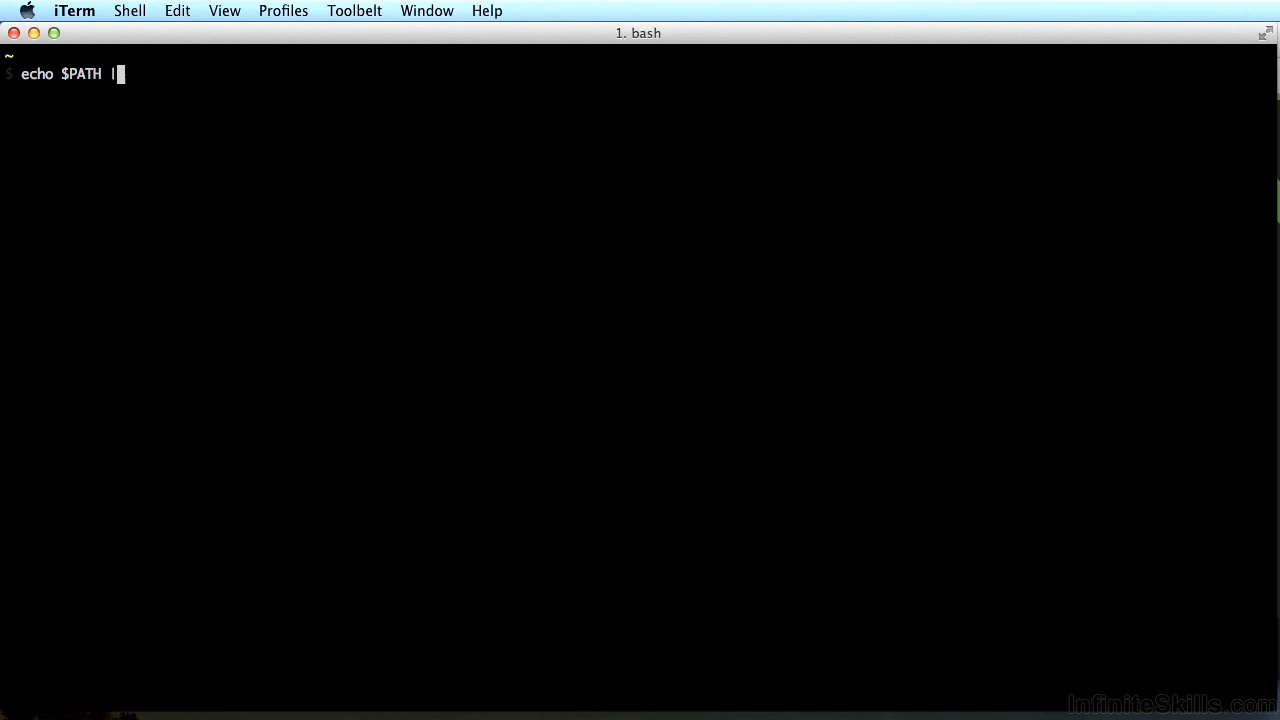 iTerm Shell Edit View Profiles Toolbelt Window Help
1. bash
~
$ echo $PATH |
InfiniteSkills.com